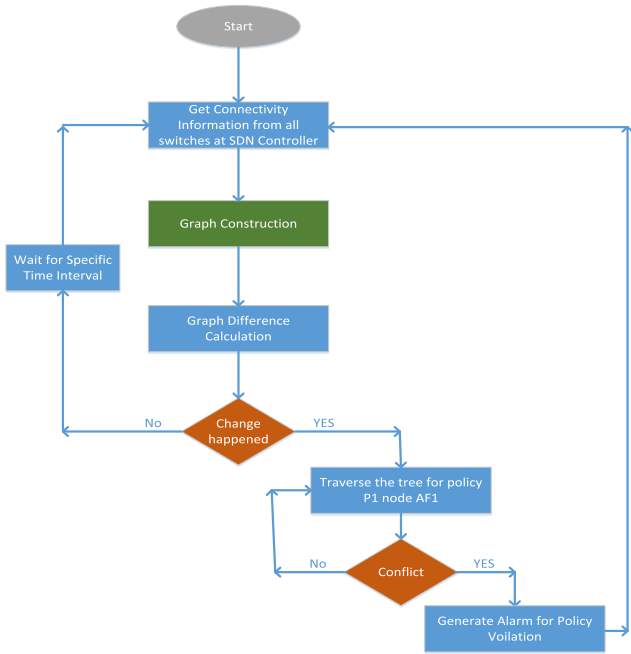 Start
Get Connectivity
Information from all
switches at SDN Controller
Graph Construction
Wait for Specific
Time Interval
Graph Difference
Calculation
No
Change
happened
YES
Traverse the tree for policy
P1 node AF1
No
Conflict
YES
Generate Alarm for Policy
Voilation